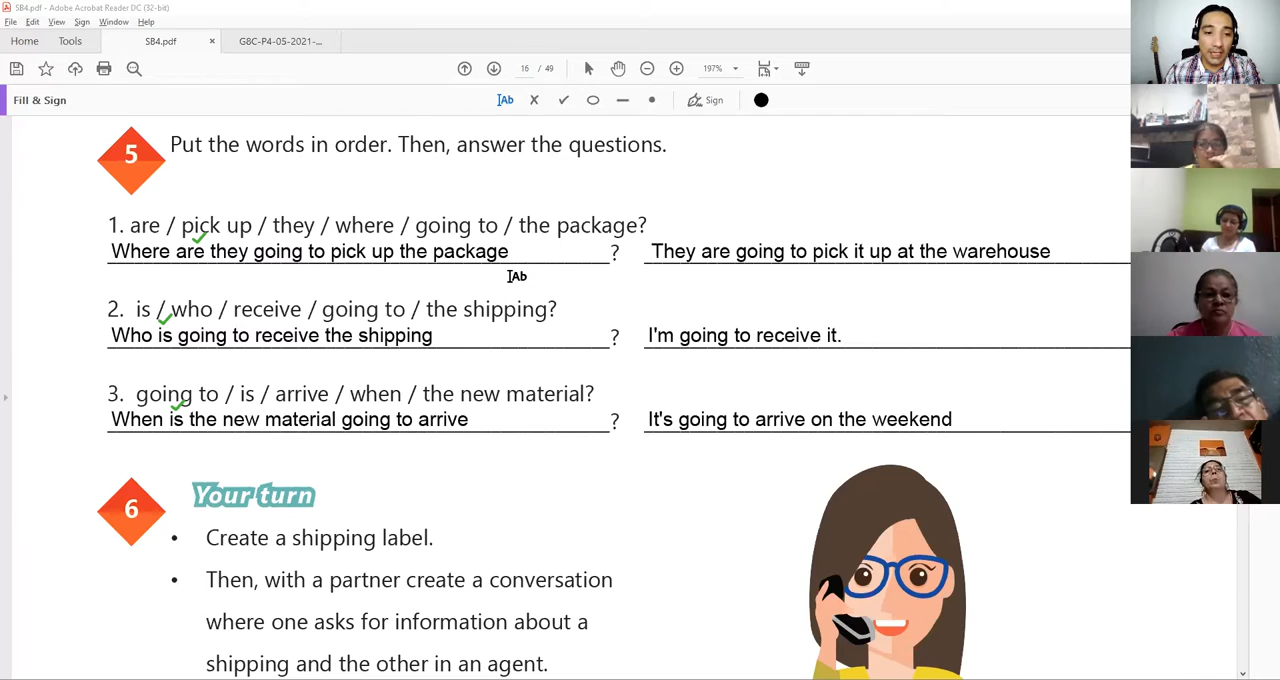 SB4.pdf - Adobe Acrobat Reader DC (32-bit)
File Edit View Sign Window Help
Home Tools SB4.pdf × GBC-P4-05-2021-...
16 / 49 197%
Fill & Sign Ab Sign
5 Put the words in order. Then, answer the questions.
1. are / pick up / they / where / going to / the package?
Where are they going to pick up the package ? They are going to pick it up at the warehouse
Ab
2. is / who / receive / going to / the shipping?
Who is going to receive the shipping ? I'm going to receive it.
3. going to / is / arrive / when / the new material?
When is the new material going to arrive ? It's going to arrive on the weekend
6 Your turn
• Create a shipping label.
• Then, with a partner create a conversation
where one asks for information about a
shipping and the other in an agent.